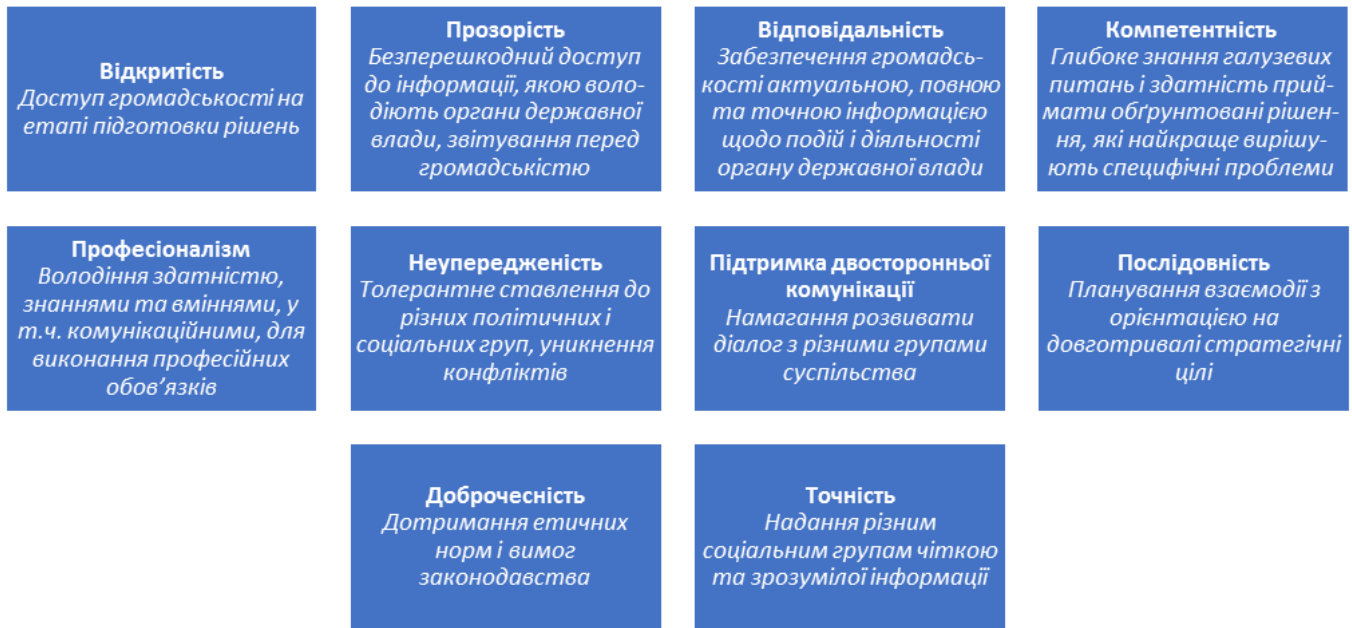 Відкритість
Доступ громадськості на
етапі підготовки рішень
Прозорість
Безперешкодний доступ
до інформації, якою воло-
діють органи державної
влади, звітування перед
громадськістю
Відповідальність
Забезпечення громадсь-
кості актуальною, повною
та точною інформацією
щодо подій і діяльності
органу державної влади
Компетентність
Глибоке знання галузевих
питань і здатність прий-
мати обґрунтовані рішен-
ня, які найкраще вирішу-
ють специфічні проблеми
Професіоналізм
Володіння здатністю,
знаннями та вміннями, у
т.ч. комунікаційними, для
виконання професійних
обов’язків
Неупередженість
Толерантне ставлення до
різних політичних і
соціальних груп, уникнення
конфліктів
Підтримка двосторонньої
комунікації
Намагання розвивати
діалог з різними групами
суспільства
Послідовність
Планування взаємодії з
орієнтацією на
довготривалі стратегічні
цілі
Доброчесність
Дотримання етичних
норм і вимог
законодавства
Точність
Надання різним
соціальним групам чіткою
та зрозумілої інформації